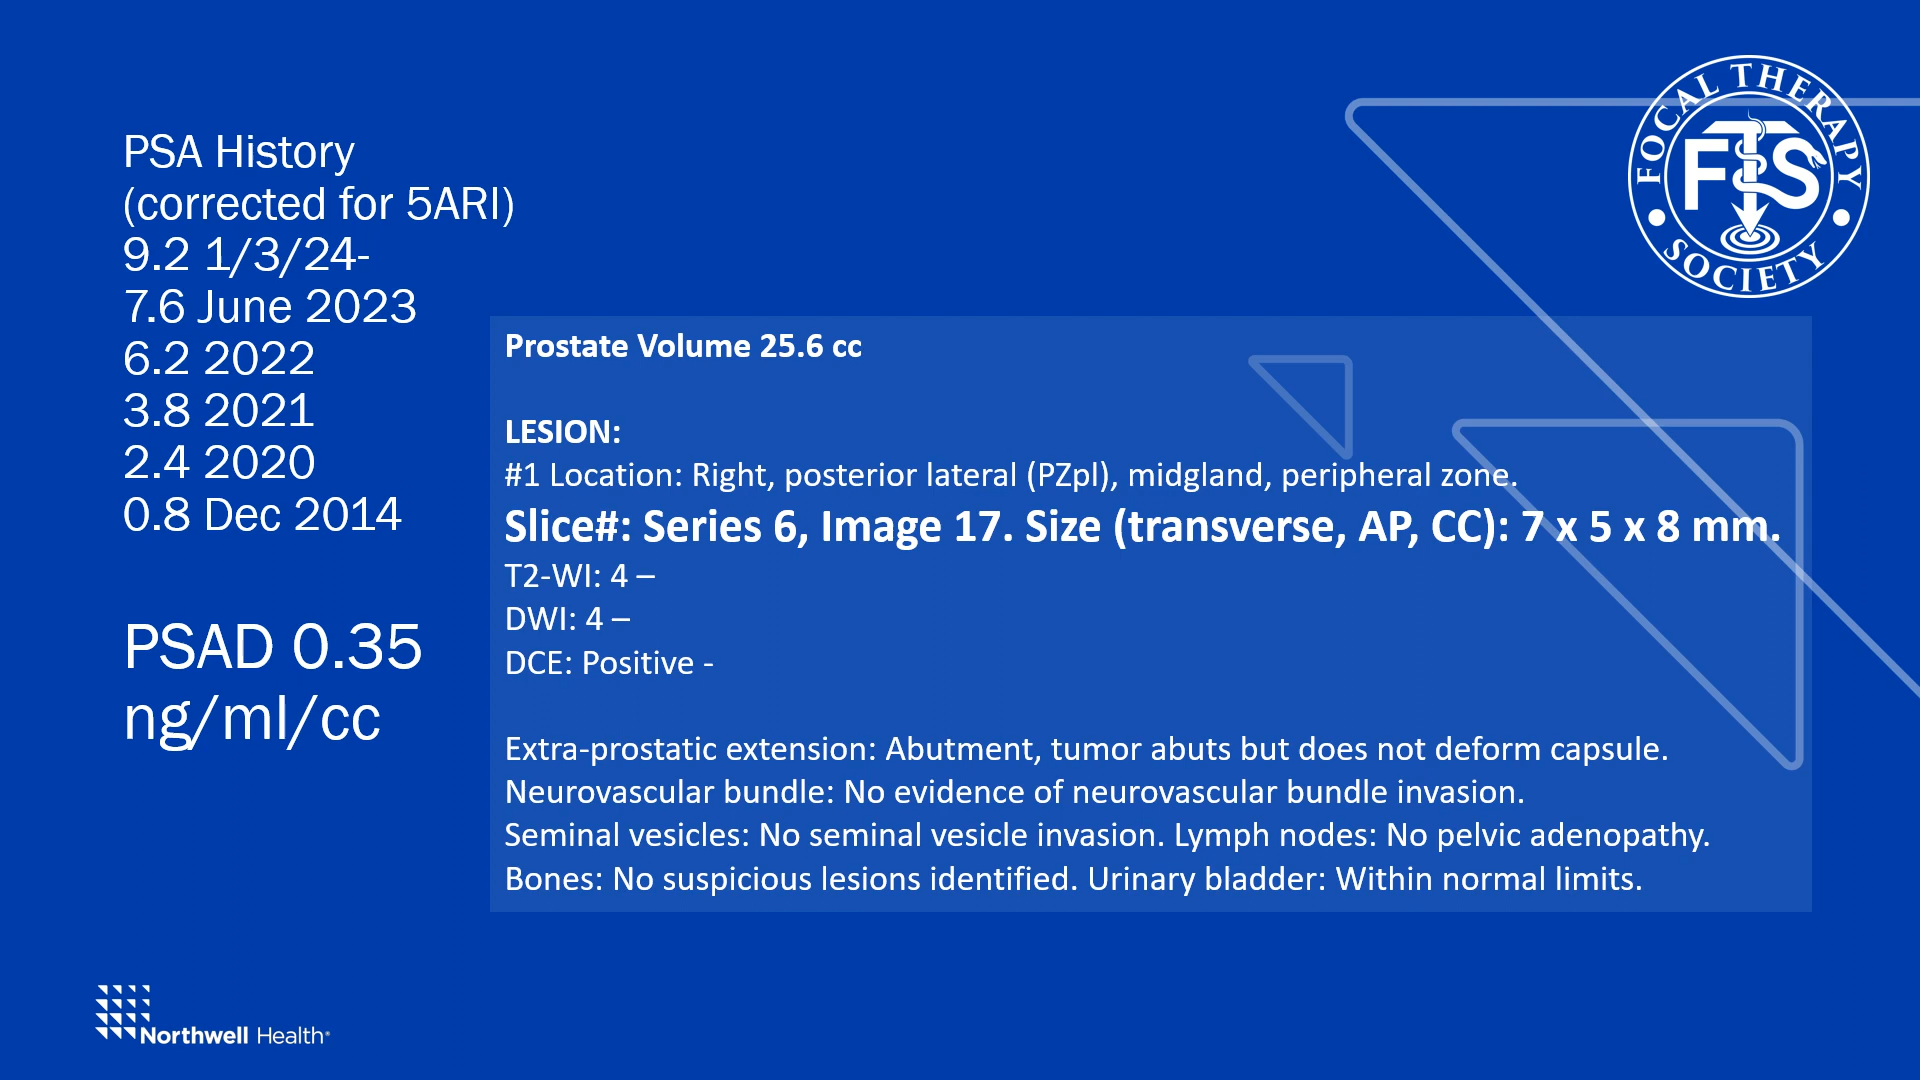 PSA History
(corrected for 5ARI)
9.2 1/3/24-
7.6 June 2023
6.2 2022
3.8 2021
2.4 2020
0.8 Dec 2014
PSAD 0.35
ng/ml/cc
FOCAL THERAPY
FTS
SOCIETY
Prostate Volume 25.6 cc
LESION:
#1 Location: Right, posterior lateral (PZpl), midgland, peripheral zone.
Slice#: Series 6, Image 17. Size (transverse, AP, CC): 7 x 5 x 8 mm.
T2-WI: 4 –
DWI: 4 –
DCE: Positive -
Extra-prostatic extension: Abutment, tumor abuts but does not deform capsule.
Neurovascular bundle: No evidence of neurovascular bundle invasion.
Seminal vesicles: No seminal vesicle invasion. Lymph nodes: No pelvic adenopathy.
Bones: No suspicious lesions identified. Urinary bladder: Within normal limits.
Northwell Health®